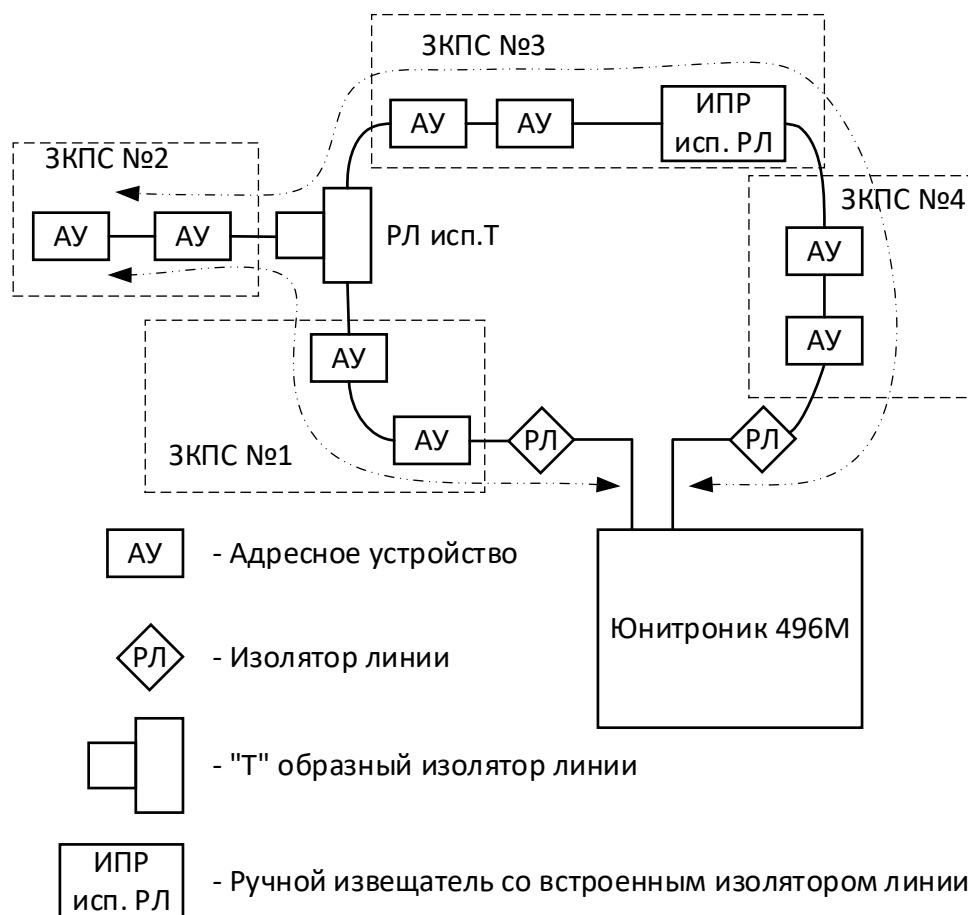 ЗКПС №3
АУ
АУ
ИПР
исп. РЛ
ЗКПС №2
АУ
АУ
РЛ исп.Т
ЗКПС №4
АУ
АУ
АУ
АУ
ЗКПС №1
РЛ
РЛ
Юнитроник 496М
АУ - Адресное устройство
РЛ - Изолятор линии
- "Т" образный изолятор линии
ИПР
исп. РЛ
- Ручной извещатель со встроенным изолятором линии